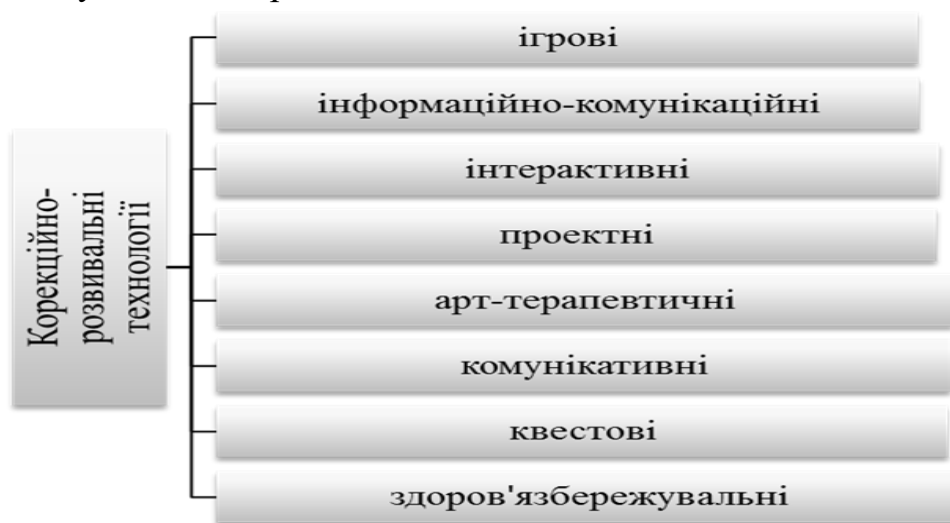 Корекційно-
розвивальні
технології
ігрові
інформаційно-комунікаційні
інтерактивні
проектні
арт-терапевтичні
комунікативні
квестові
здоров'язбережувальні